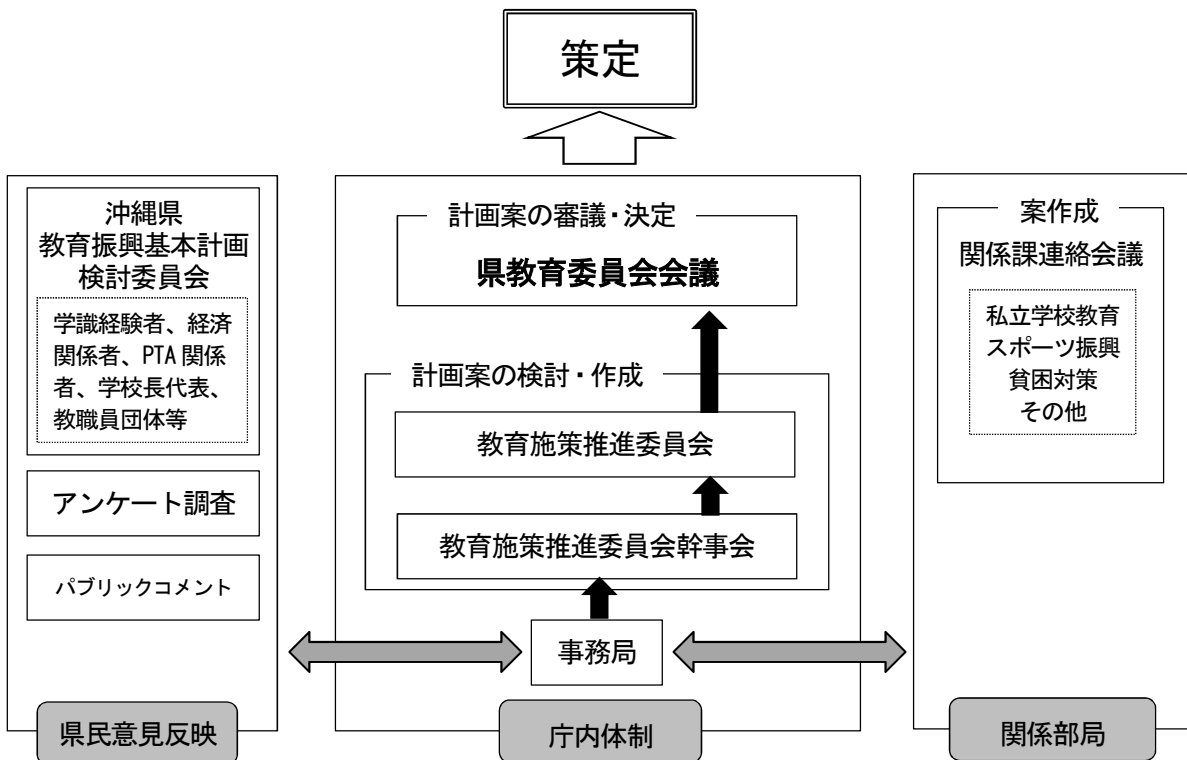 策定
沖縄県
教育振興基本計画
検討委員会
学識経験者、経済
関係者、PTA 関係
者、学校長代表、
教職員団体等
アンケート調査
パブリックコメント
県民意見反映
計画案の審議・決定
県教育委員会会議
計画案の検討・作成
教育施策推進委員会
教育施策推進委員会幹事会
事務局
庁内体制
案作成
関係課連絡会議
私立学校教育
スポーツ振興
貧困対策
その他
関係部局